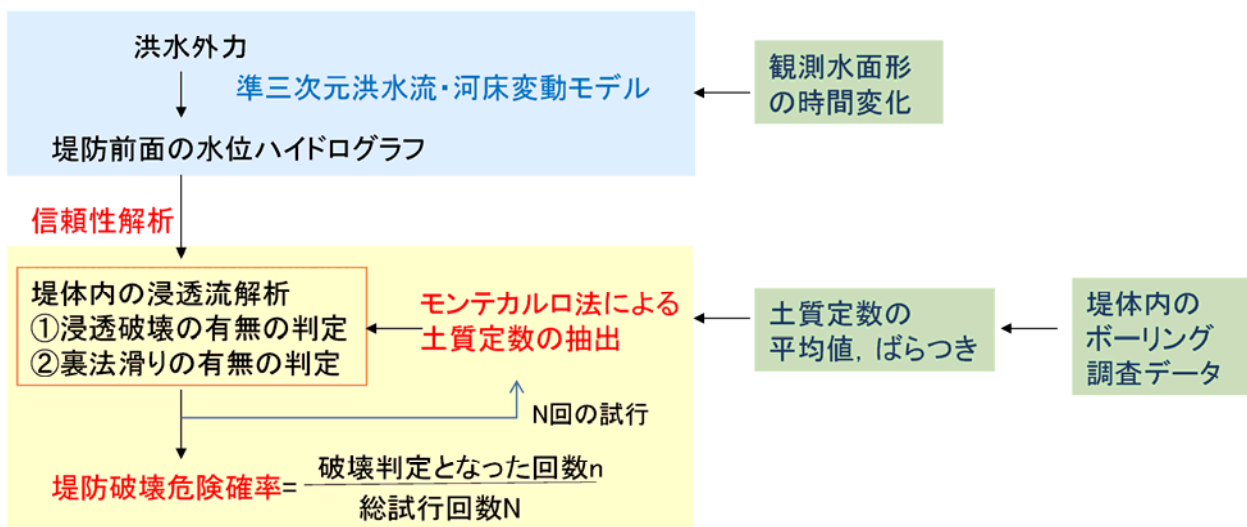 洪水外力
準三次元洪水流・河床変動モデル
堤防前面の水位ハイドログラフ
観測水面形
の時間変化
信頼性解析
堤体内の浸透流解析
①浸透破壊の有無の判定
②裏法滑りの有無の判定
モンテカルロ法による
土質定数の抽出
土質定数の
平均値，ばらつき
堤体内の
ボーリング
調査データ
N回の試行
堤防破壊危険確率=
破壊判定となった回数n
総試行回数N